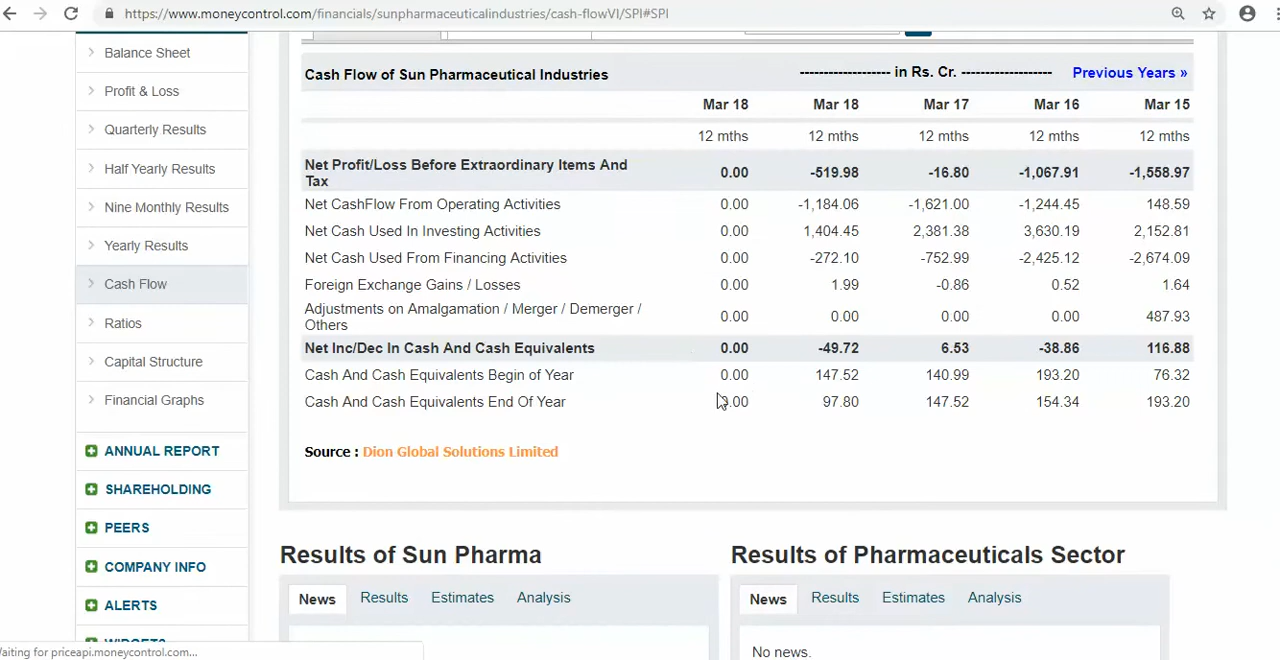 https://www.moneycontrol.com/financials/sunpharmaceuticalindustries/cash-flowVI/SPI#SPI
Balance Sheet
Profit & Loss
Quarterly Results
Half Yearly Results
Nine Monthly Results
Yearly Results
Cash Flow
Ratios
Capital Structure
Financial Graphs
ANNUAL REPORT
SHAREHOLDING
PEERS
COMPANY INFO
ALERTS
Cash Flow of Sun Pharmaceutical Industries ------------------- in Rs. Cr. ------------------- Previous Years »
Mar 18 Mar 18 Mar 17 Mar 16 Mar 15
12 mths 12 mths 12 mths 12 mths 12 mths
Net Profit/Loss Before Extraordinary Items And
Tax 0.00 -519.98 -16.80 -1,067.91 -1,558.97
Net CashFlow From Operating Activities 0.00 -1,184.06 -1,621.00 -1,244.45 148.59
Net Cash Used In Investing Activities 0.00 1,404.45 2,381.38 3,630.19 2,152.81
Net Cash Used From Financing Activities 0.00 -272.10 -752.99 -2,425.12 -2,674.09
Foreign Exchange Gains / Losses 0.00 1.99 -0.86 0.52 1.64
Adjustments on Amalgamation / Merger / Demerger /
Others 0.00 0.00 0.00 0.00 487.93
Net Inc/Dec In Cash And Cash Equivalents 0.00 -49.72 6.53 -38.86 116.88
Cash And Cash Equivalents Begin of Year 0.00 147.52 140.99 193.20 76.32
Cash And Cash Equivalents End Of Year 0.00 97.80 147.52 154.34 193.20
Source : Dion Global Solutions Limited
Results of Sun Pharma
News Results Estimates Analysis
Results of Pharmaceuticals Sector
News Results Estimates Analysis
No news.
for priceapi.moneycontrol.com...